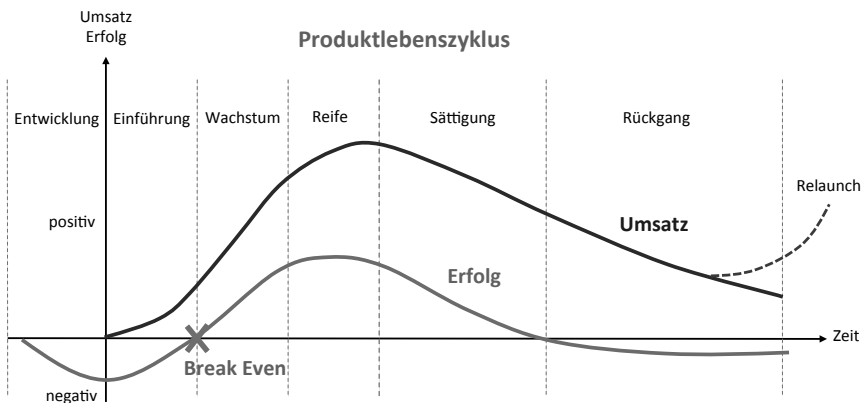 Umsatz
Erfolg
Produktlebenszyklus
Entwicklung
Einführung
Wachstum
Reife
Sättigung
Rückgang
Relaunch
positiv
Umsatz
Erfolg
Zeit
Break Even
negativ